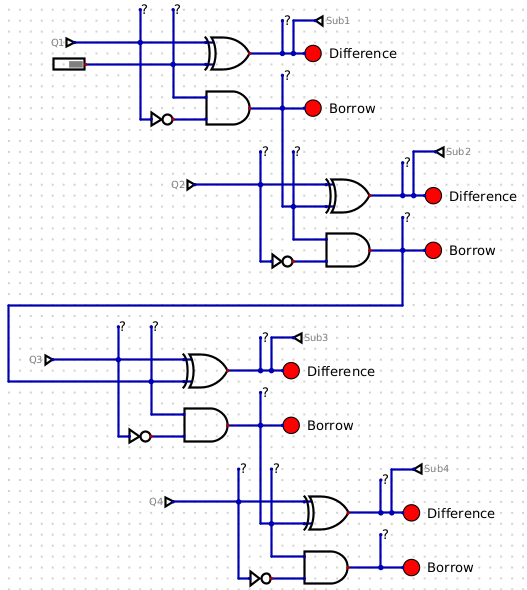 ? ? ? Sub1
Q1
Difference
?
Borrow
? ? ? Sub2
Q2
Difference
?
Borrow
? ? ? Sub3
Q3
Difference
?
Borrow
? ? ? Sub4
Q4
Difference
?
Borrow